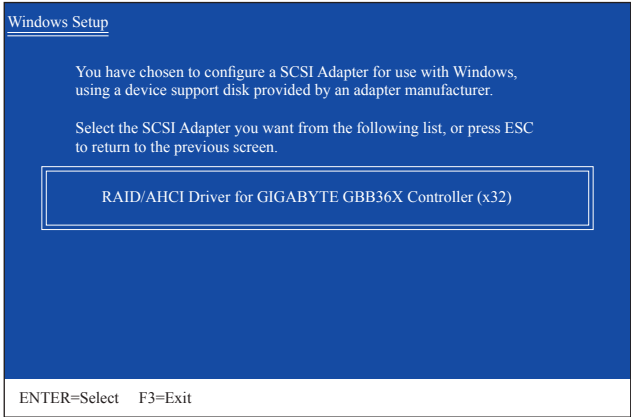 Windows Setup
You have chosen to configure a SCSI Adapter for use with Windows,
using a device support disk provided by an adapter manufacturer.
Select the SCSI Adapter you want from the following list, or press ESC
to return to the previous screen.
RAID/AHCI Driver for GIGABYTE GBB36X Controller (x32)
ENTER=Select F3=Exit